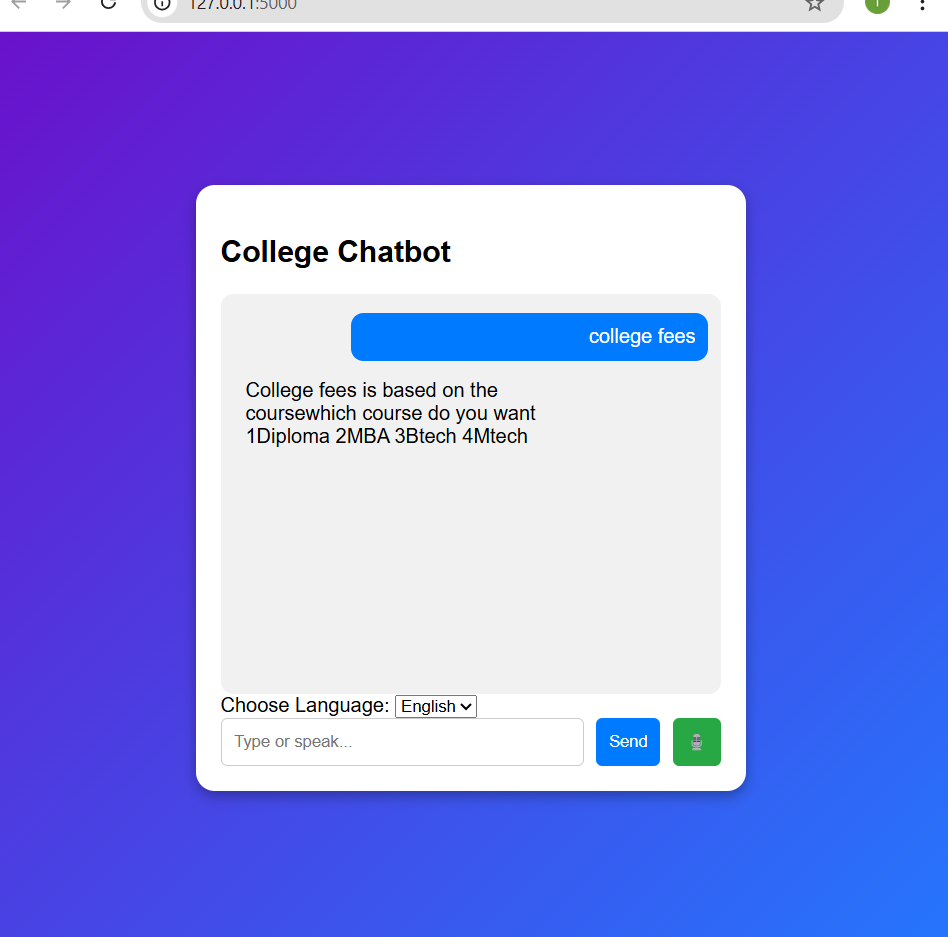 127.0.0.1:5000
College Chatbot
college fees
College fees is based on the
coursewhich course do you want
1Diploma 2MBA 3Btech 4Mtech
Choose Language: English
Type or speak... Send